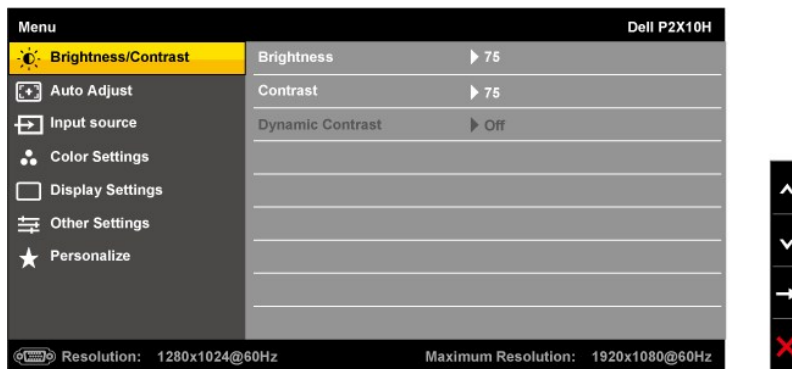 Menu Dell P2X10H
Brightness/Contrast Brightness 75
Auto Adjust Contrast 75
Input source Dynamic Contrast Off
Color Settings
Display Settings
Other Settings
Personalize
Resolution: 1280x1024@60Hz Maximum Resolution: 1920x1080@60Hz